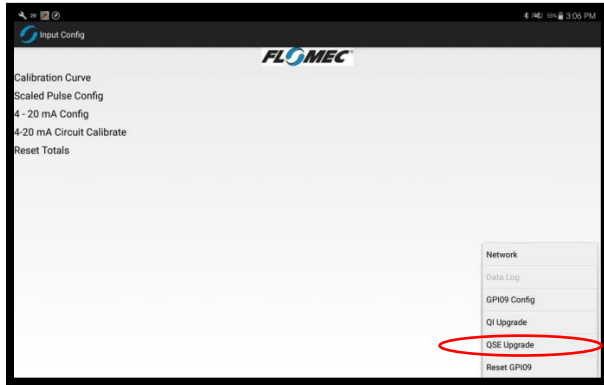 3:06 PM
Input Config
FLOMEC
Calibration Curve
Scaled Pulse Config
4 - 20 mA Config
4-20 mA Circuit Calibrate
Reset Totals
Network
Data Log
GPI09 Config
QI Upgrade
QSE Upgrade
Reset GPI09